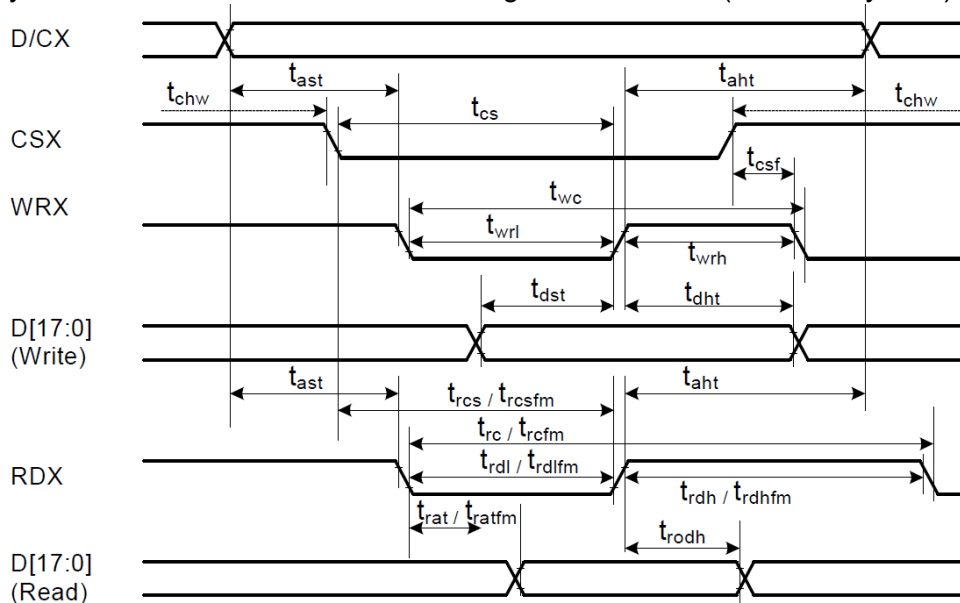 D/CX
tast
taht
tchw
tchw
tcs
CSX
tcsf
WRX
twc
twrl
twrh
tdst
tdht
D[17:0]
(Write)
tast
taht
trcs / trcsfm
trc / trcfm
RDX
trdl / trdlfm
trdh / trdhfm
trat / tratfm
trodh
D[17:0]
(Read)